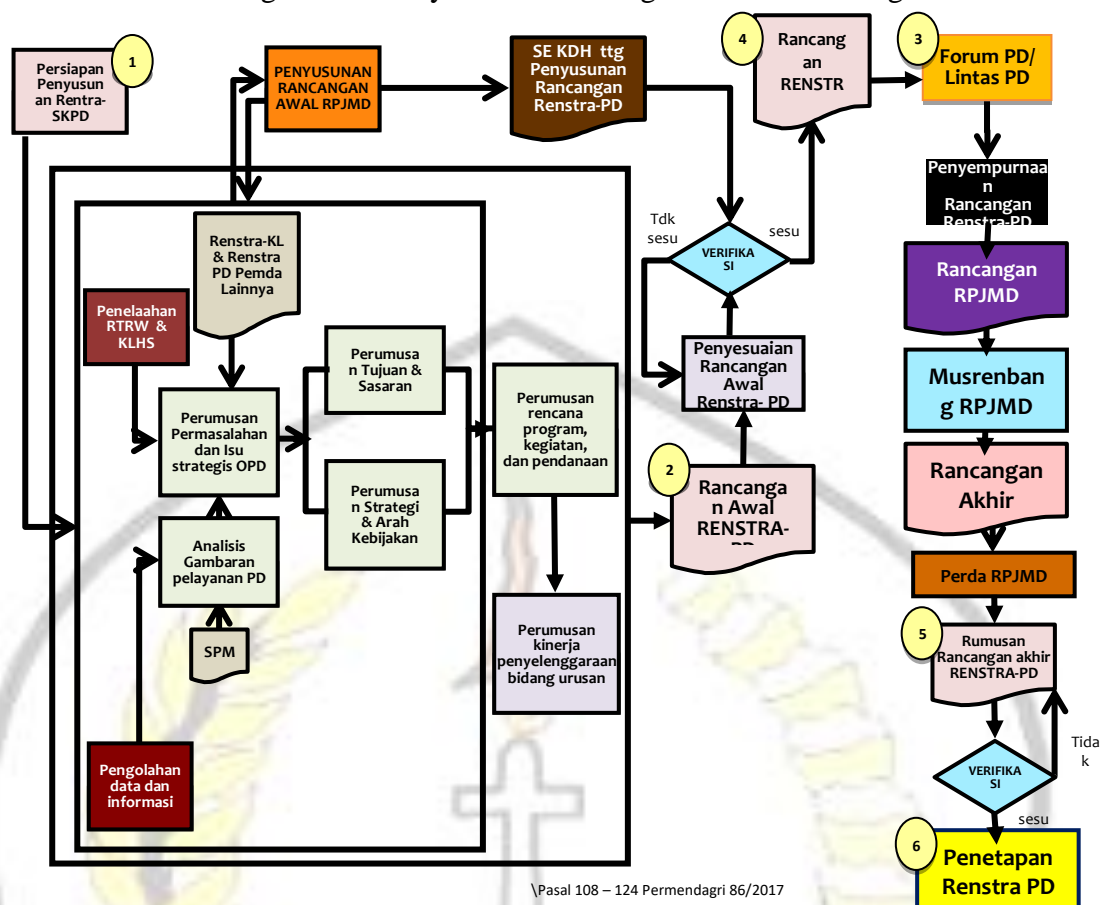 1
Persiapan
Penyusun
an Rentra-
SKPD
PENYUSUNAN
RANCANGAN
AWAL RPJMD
SE KDH ttg
Penyusunan
Rancangan
Renstra-PD
4
Rancang
an
RENSTR
3
Forum PD/
Lintas PD
Penyempurnaa
n
Rancangan
Renstra-PD
Rancangan
RPJMD
Musrenban
g RPJMD
Rancangan
Akhir
Perda RPJMD
5
Rumusan
Rancangan akhir
RENSTRA-PD
VERIFIKA
SI
Tida
k
sesu
6
Penetapan
Renstra PD
Tdk
sesu
VERIFIKA
SI
sesu
Penyesuaian
Rancangan
Awal
Renstra- PD
2
Rancanga
n Awal
RENSTRA-
Renstra-KL
& Renstra
PD Pemda
Lainnya
Penelaahan
RTRW &
KLHS
Perumusan
Permasalahan
dan Isu
strategis OPD
Perumusa
n Tujuan &
Sasaran
Perumusa
n Strategi
& Arah
Kebijakan
Perumusan
rencana
program,
kegiatan,
dan pendanaan
Analisis
Gambaran
pelayanan PD
SPM
Perumusan
kinerja
penyelenggaraan
bidang urusan
Pengolahan
data dan
informasi
\Pasal 108 – 124 Permendagri 86/2017